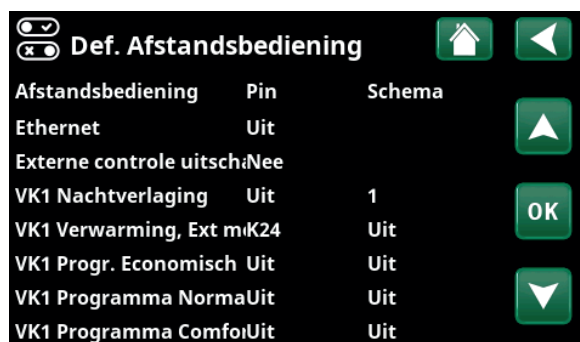 Def. Afstandsbediening
Afstandsbediening Pin Schema
Ethernet Uit
Externe controle uitscha Nee
VK1 Nachtverlaging Uit 1
VK1 Verwarming, Ext m K24 Uit
VK1 Progr. Economisch Uit Uit
VK1 Programma Norma Uit Uit
VK1 Programma Comfo Uit Uit
OK